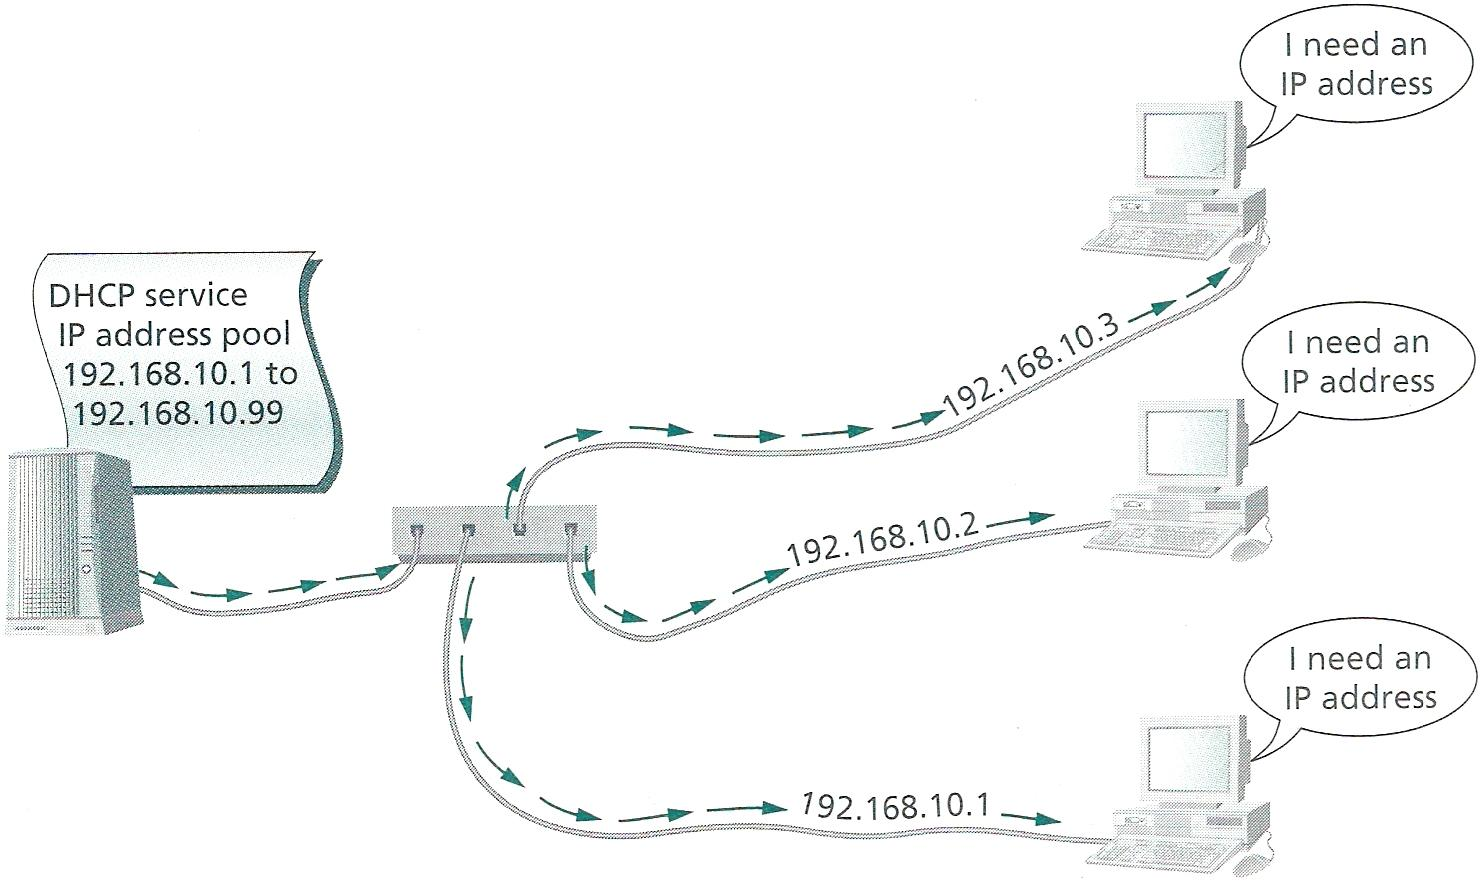 I need an
IP address
DHCP service
IP address pool
192.168.10.1 to
192.168.10.99
192.168.10.3
I need an
IP address
192.168.10.2
I need an
IP address
192.168.10.1